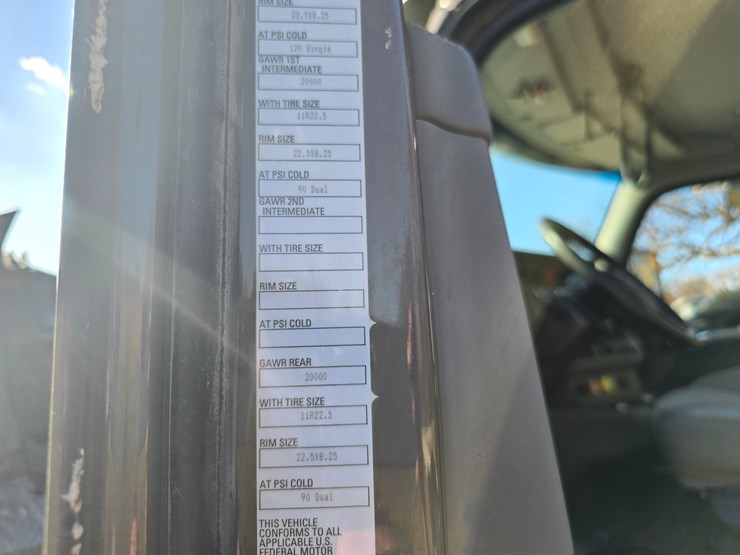 RIM SIZE
22.5X8.25
AT PSI COLD
120 Single
GAWR 1ST
INTERMEDIATE
20000
WITH TIRE SIZE
11R22.5
RIM SIZE
22.5X8.25
AT PSI COLD
90 Dual
GAWR 2ND
INTERMEDIATE
WITH TIRE SIZE
RIM SIZE
AT PSI COLD
GAWR REAR
20000
WITH TIRE SIZE
11R22.5
RIM SIZE
22.5X8.25
AT PSI COLD
90 Dual
THIS VEHICLE
CONFORMS TO ALL
APPLICABLE U.S.
FEDERAL MOTOR